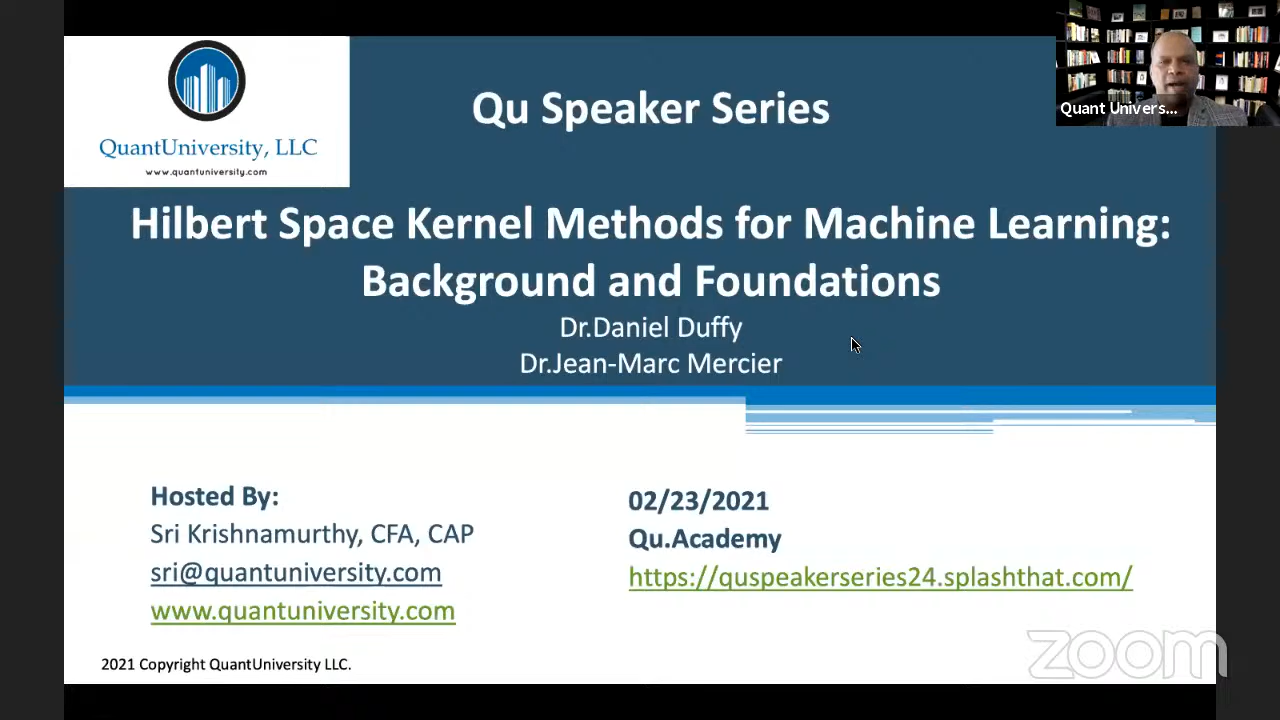 QuantUniversity, LLC
www.quantuniversity.com
Qu Speaker Series
Quant Univers...
Hilbert Space Kernel Methods for Machine Learning:
Background and Foundations
Dr.Daniel Duffy
Dr.Jean-Marc Mercier
Hosted By:
Sri Krishnamurthy, CFA, CAP
sri@quantuniversity.com
www.quantuniversity.com
02/23/2021
Qu.Academy
https://quspeakerseries24.splashthat.com/
2021 Copyright QuantUniversity LLC.
zoom